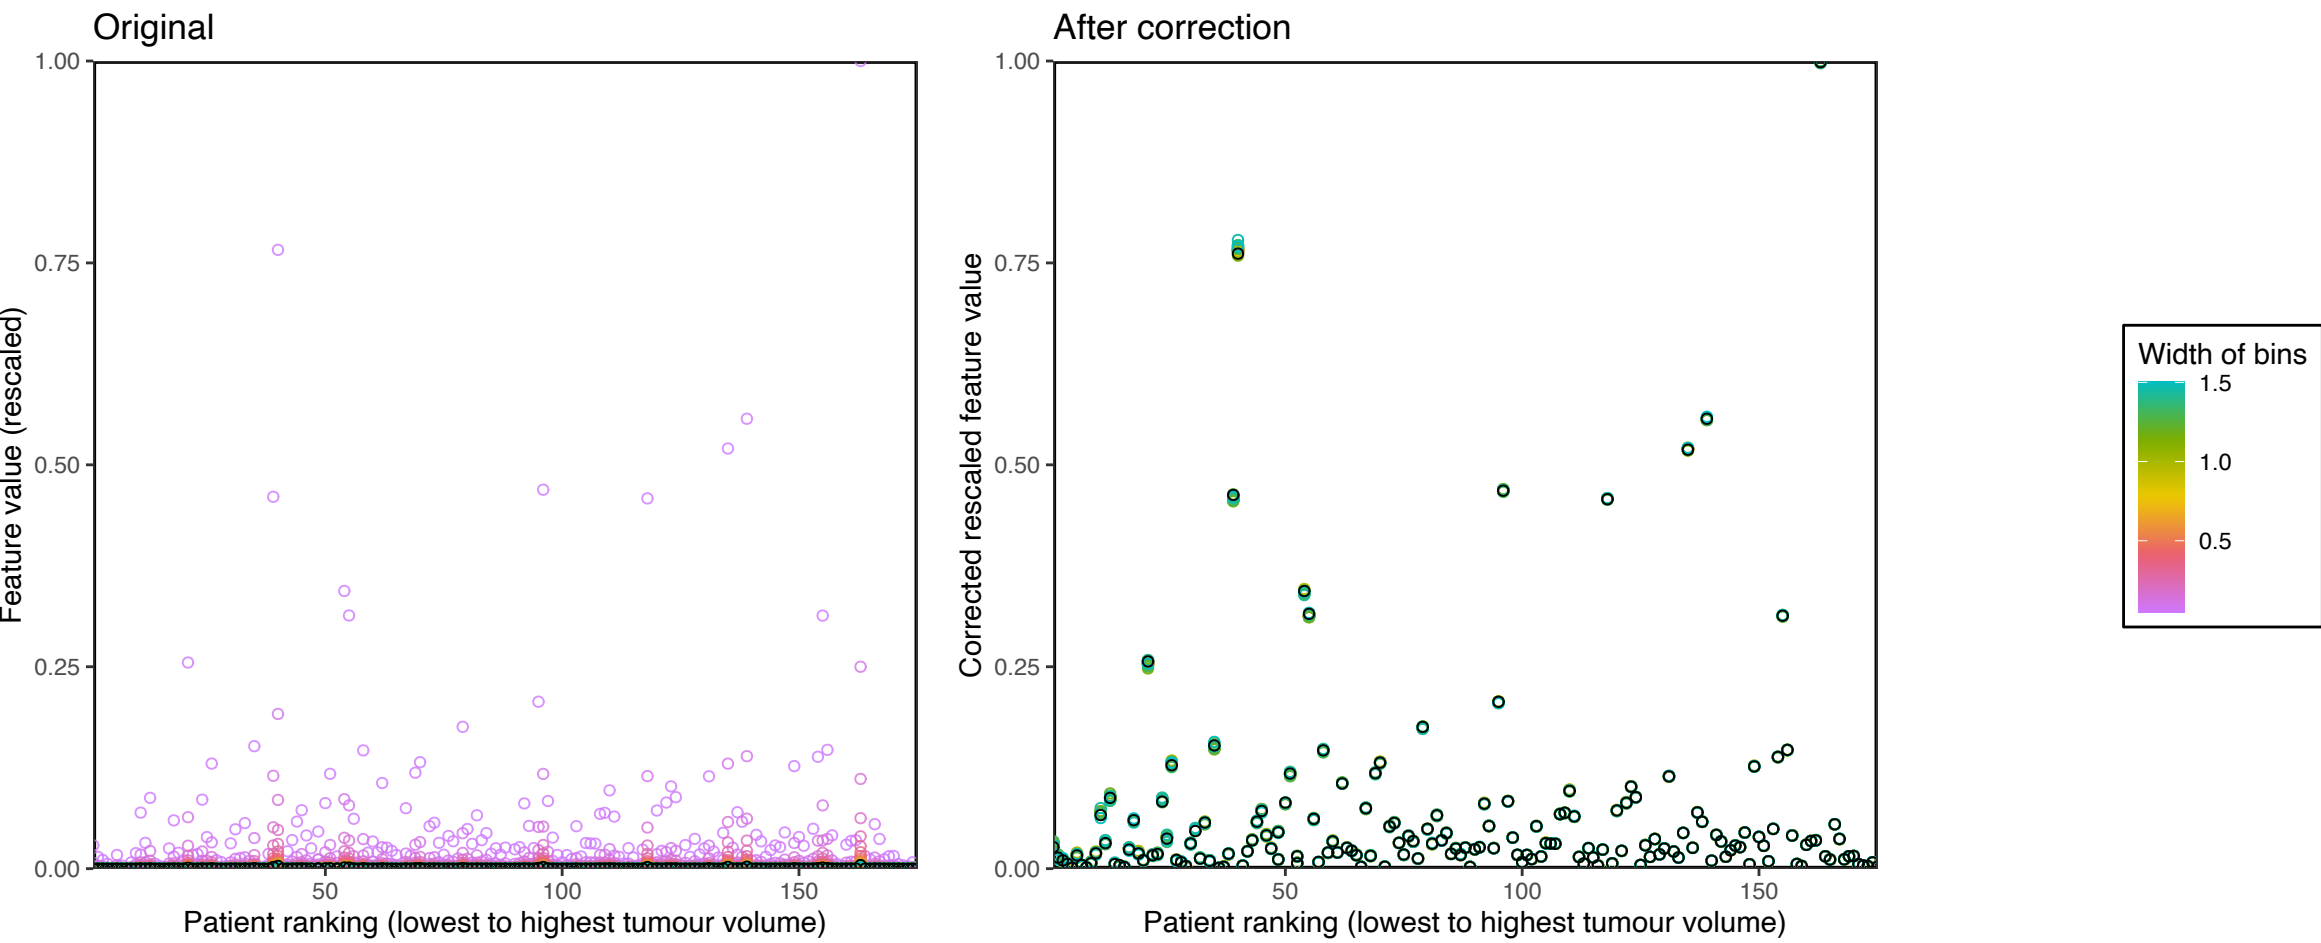 Original
After correction
1.00
0.75
0.50
0.25
0.00
Feature value (rescaled)
50
100
150
Patient ranking (lowest to highest tumour volume)
1.00
0.75
0.50
0.25
0.00
Corrected rescaled feature value
50
100
150
Patient ranking (lowest to highest tumour volume)
Width of bins
1.5
1.0
0.5